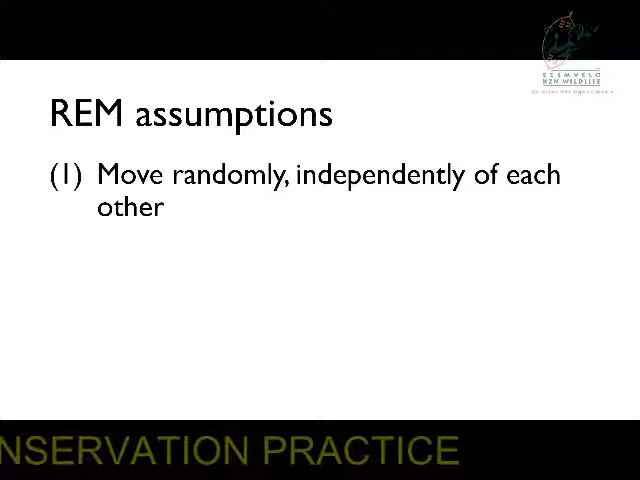 EZEMVELO
KZN WILDLIFE
REM assumptions
(1) Move randomly, independently of each
other
NSERVATION PRACTICE